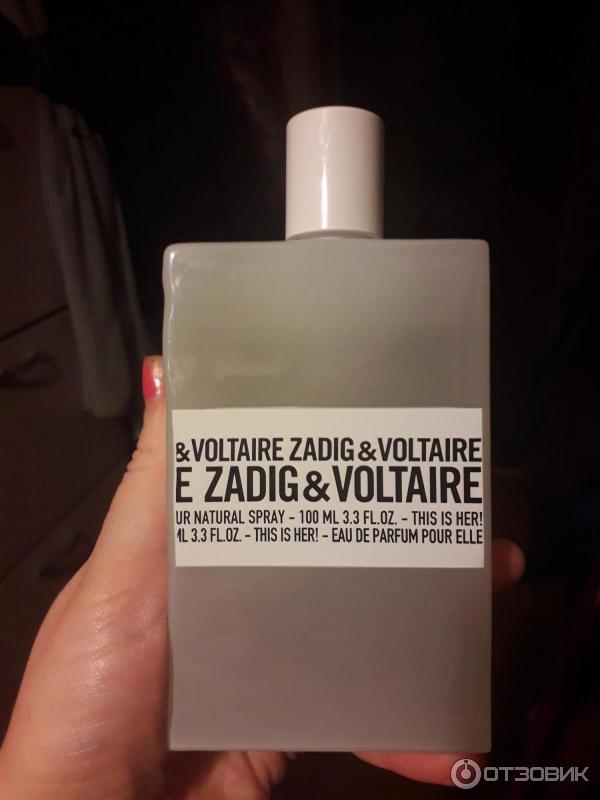 &VOLTAIRE ZADIG&VOLTAIRE
E ZADIG&VOLTAIRE
UR NATURAL SPRAY - 100 ML 3.3 FL.OZ. - THIS IS HER!
ML 3.3 FL.OZ. - THIS IS HER! - EAU DE PARFUM POUR ELLE
ОТЗОВИК